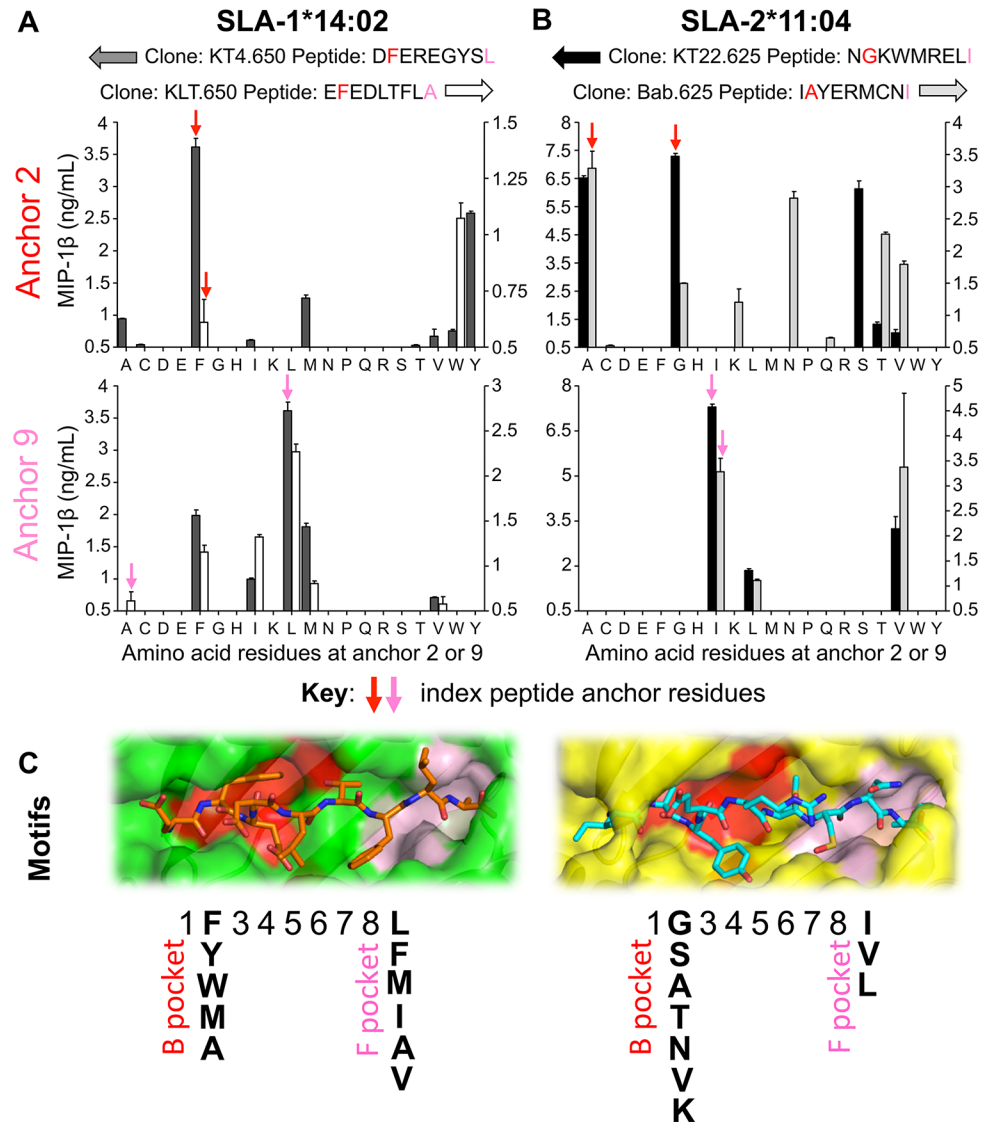 A SLA-1*14:02
Clone: KT4.650 Peptide: DFEREGYSL
Clone: KLT.650 Peptide: EFEDLTFLA
Anchor 2
MIP-1β (ng/mL)
4
3.5
3
2.5
2
1.5
1
0.5
1.5
1.25
1
0.75
0.5
A C D E F G H I K L M N P Q R S T V W Y
Anchor 9
MIP-1β (ng/mL)
4
3.5
3
2.5
2
1.5
1
0.5
3
2.5
2
1.5
1
0.5
A C D E F G H I K L M N P Q R S T V W Y
Amino acid residues at anchor 2 or 9
B SLA-2*11:04
Clone: KT22.625 Peptide: NGKWMRELI
Clone: Bab.625 Peptide: IAYERMCNI
8
7.5
6.5
5.5
4.5
3.5
2.5
1.5
0.5
4
3.5
3
2.5
2
1.5
1
0.5
A C D E F G H I K L M N P Q R S T V W Y
8
6.5
5
3.5
2
0.5
5
4.5
4
3.5
3
2.5
2
1.5
1
0.5
A C D E F G H I K L M N P Q R S T V W Y
Amino acid residues at anchor 2 or 9
Key: index peptide anchor residues
C
Motifs
1 F 3 4 5 6 7 8 L
Y F
W M
M I
A A
V
B pocket
F pocket
1 G 3 4 5 6 7 8 I
S V
A L
T
N
V
K
B pocket
F pocket